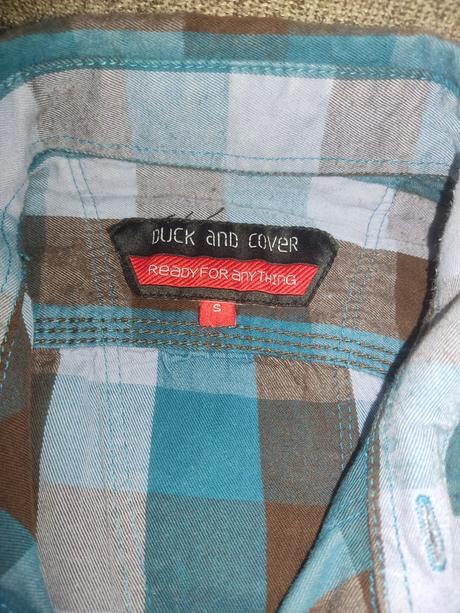 DUCK and COVER
ReaDY FOR anYTHING
S